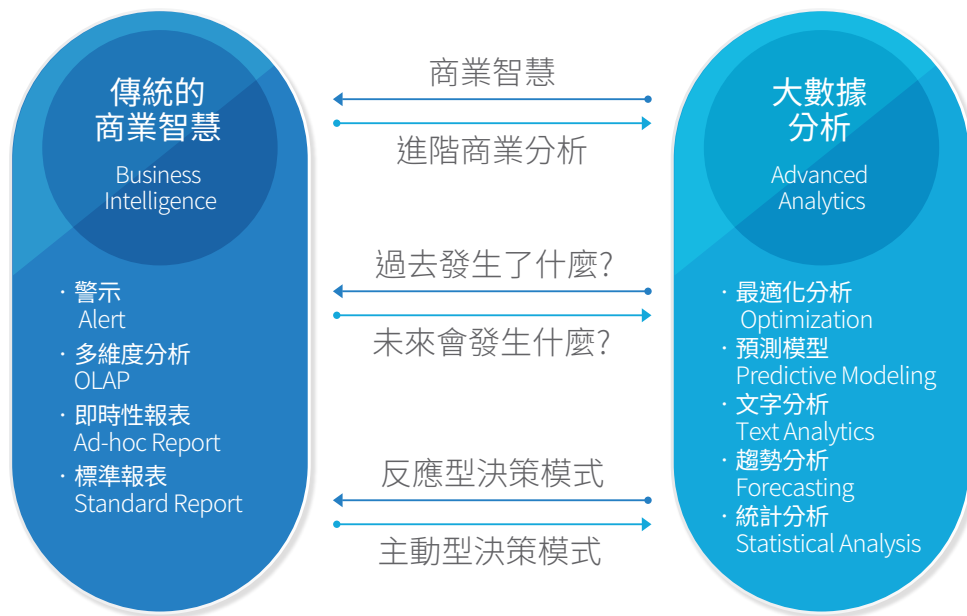 傳統的
商業智慧
Business
Intelligence
· 警示
Alert
· 多維度分析
OLAP
· 即時性報表
Ad-hoc Report
· 標準報表
Standard Report
商業智慧
進階商業分析
過去發生了什麼?
未來會發生什麼?
反應型決策模式
主動型決策模式
大數據
分析
Advanced
Analytics
· 最適化分析
Optimization
· 預測模型
Predictive Modeling
· 文字分析
Text Analytics
· 趨勢分析
Forecasting
· 統計分析
Statistical Analysis